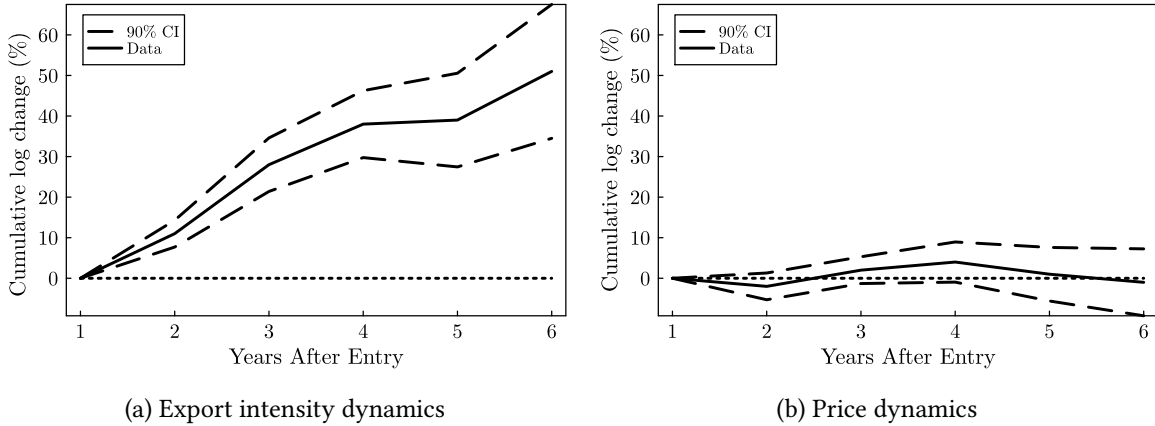 Cumulative log change (%)
60
50
40
30
20
10
0
90% CI
Data
1 2 3 4 5 6
Years After Entry
(a) Export intensity dynamics
Cumulative log change (%)
60
50
40
30
20
10
0
90% CI
Data
1 2 3 4 5 6
Years After Entry
(b) Price dynamics